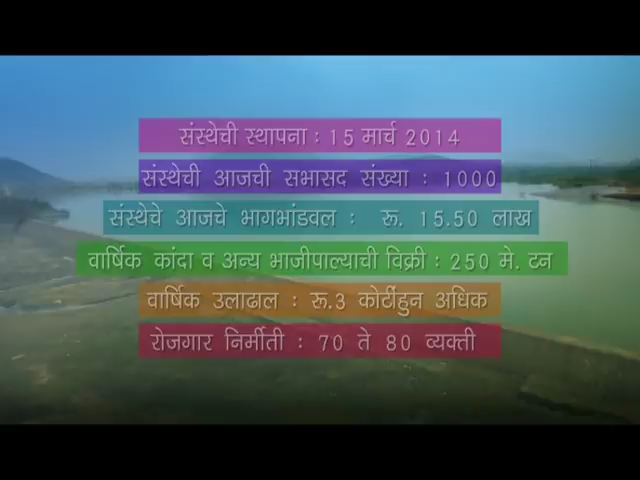 संस्थेची स्थापना : 15 मार्च 2014
संस्थेची आजची सभासद संख्या : 1000
संस्थेचे आजचे भागभांडवल : रू. 15.50 लाख
वार्षिक कांदा व अन्य भाजीपाल्याची विक्री : 250 मे. टन
वार्षिक उलाढाल : रू.3 कोटींहुन अधिक
रोजगार निर्मीती : 70 ते 80 व्यक्ती